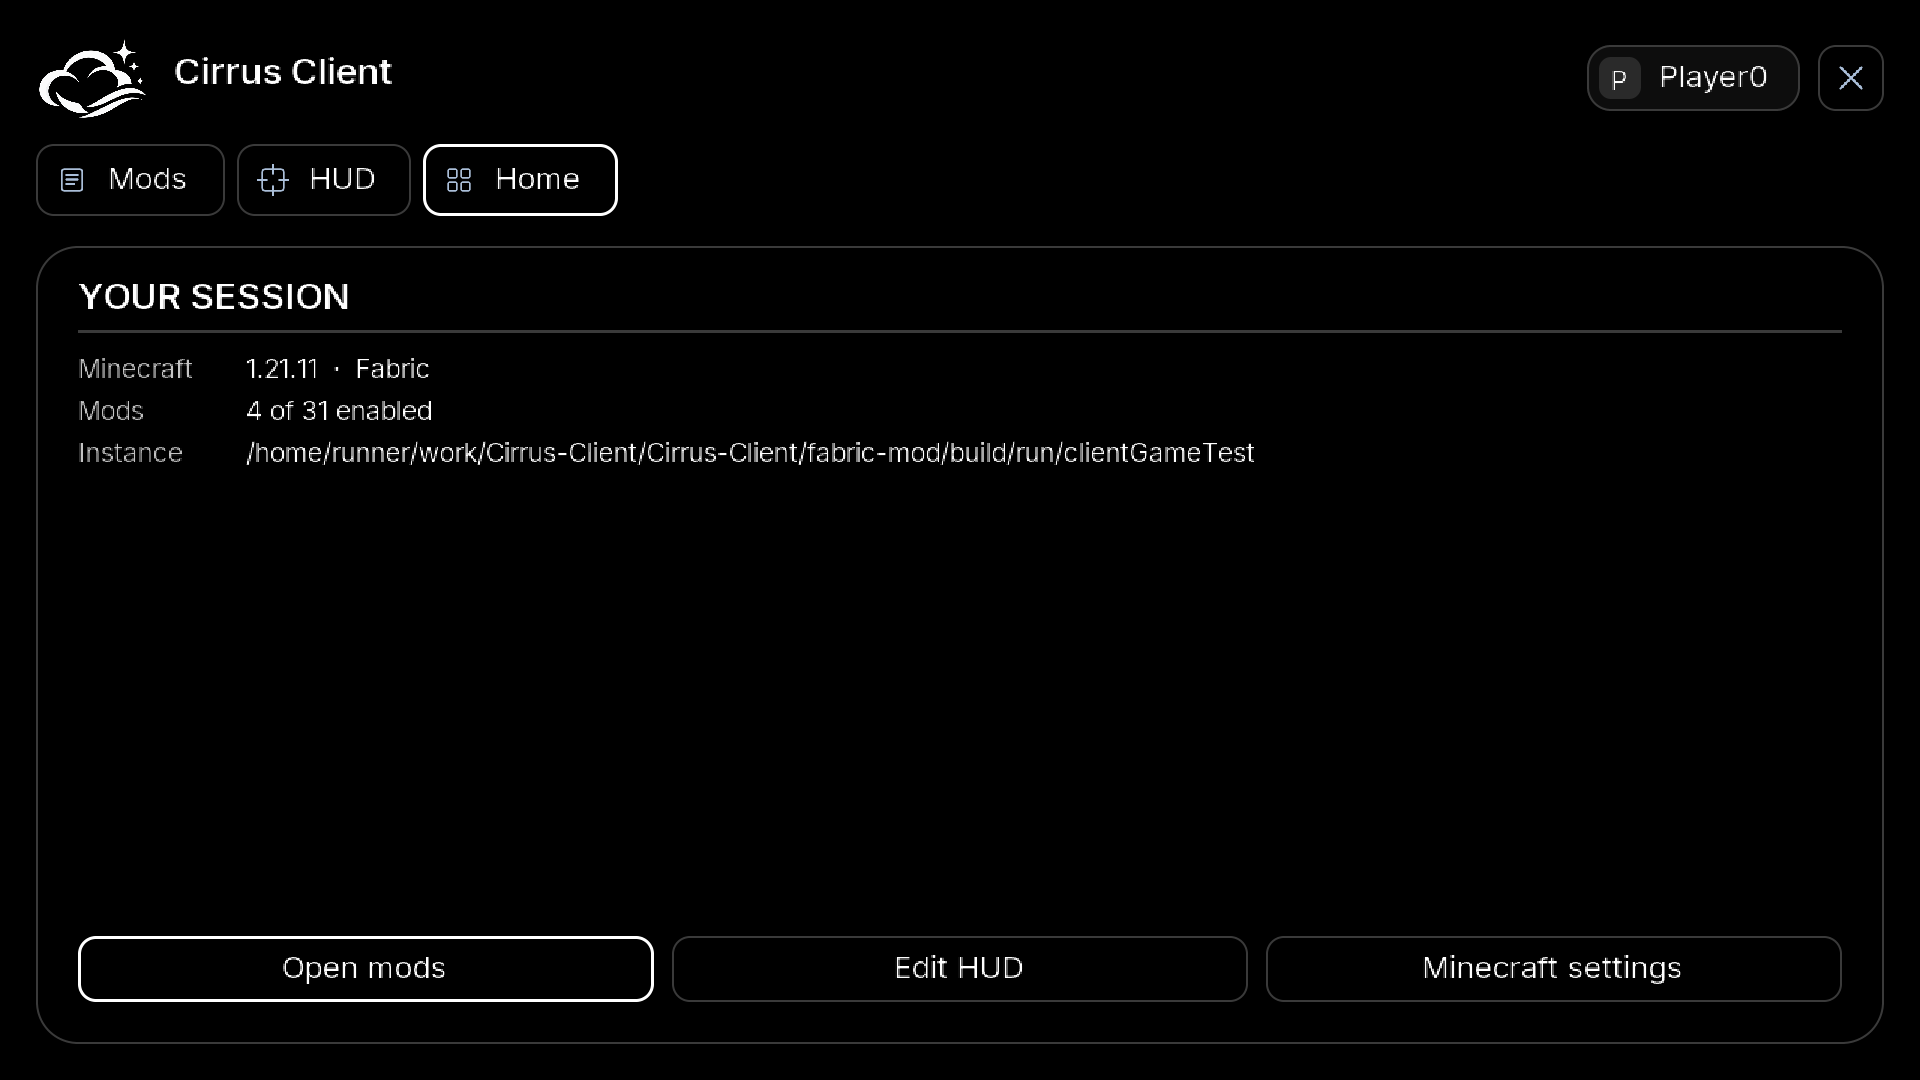 Cirrus Client
P Player0
Mods HUD Home
YOUR SESSION
Minecraft 1.21.11 · Fabric
Mods 4 of 31 enabled
Instance /home/runner/work/Cirrus-Client/Cirrus-Client/fabric-mod/build/run/clientGameTest
Open mods Edit HUD Minecraft settings